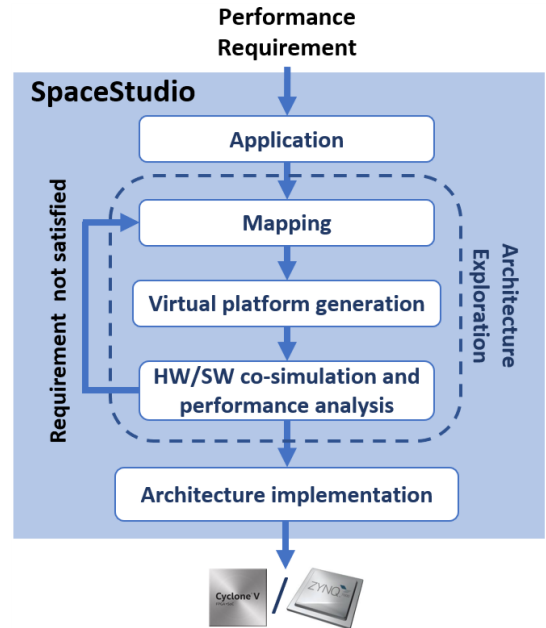 Performance
Requirement
SpaceStudio
Application
Mapping
Virtual platform generation
HW/SW co-simulation and
performance analysis
Architecture implementation
Requirement not satisfied
Architecture
Exploration
Cyclone V
/
ZYNQ